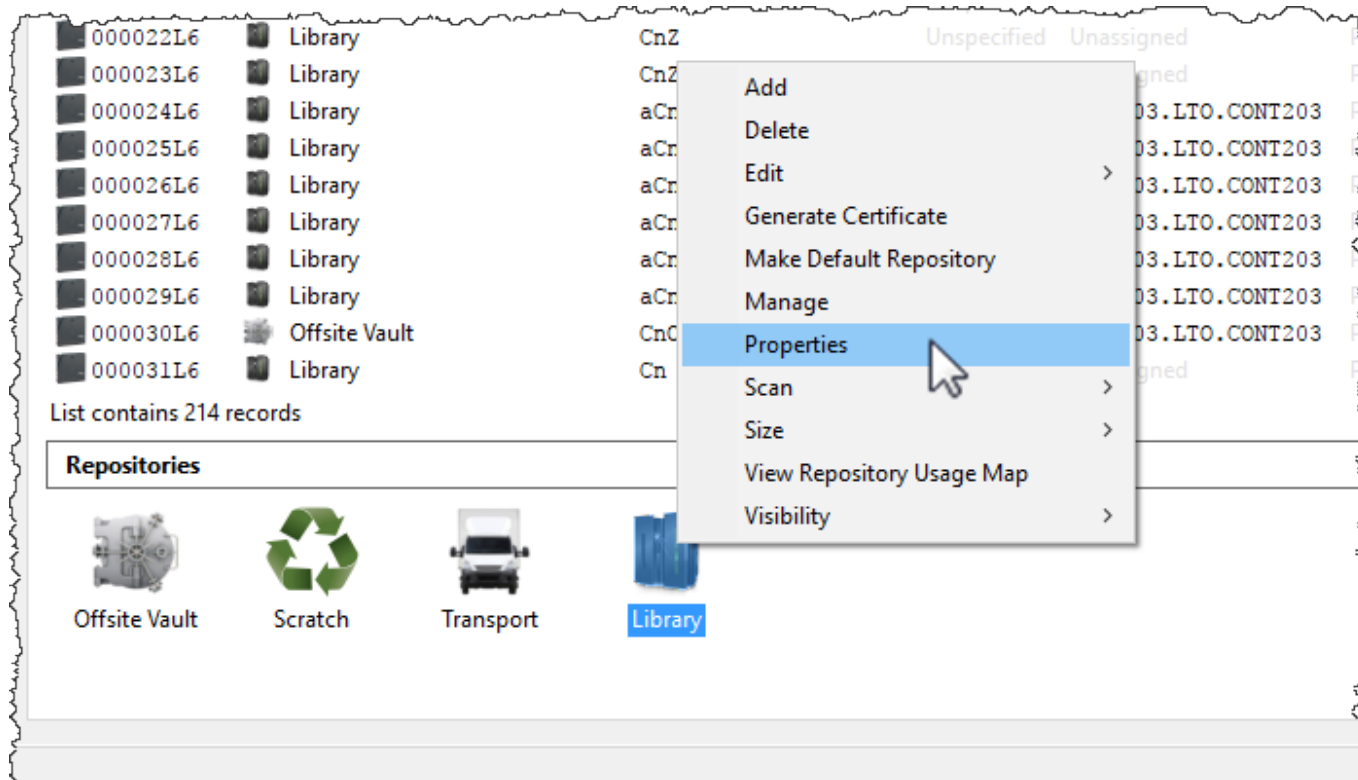 000022L6 Library CnZ Unspecified Unassigned
000023L6 Library CnZ gned
000024L6 Library aCn 03.LTO.CONT203
000025L6 Library aCn 03.LTO.CONT203
000026L6 Library aCn 03.LTO.CONT203
000027L6 Library aCn 03.LTO.CONT203
000028L6 Library aCn 03.LTO.CONT203
000029L6 Library aCn 03.LTO.CONT203
000030L6 Offsite Vault CnO 03.LTO.CONT203
000031L6 Library Cn gned
List contains 214 records
Add
Delete
Edit
Generate Certificate
Make Default Repository
Manage
Properties
Scan
Size
View Repository Usage Map
Visibility
Repositories
Offsite Vault Scratch Transport Library